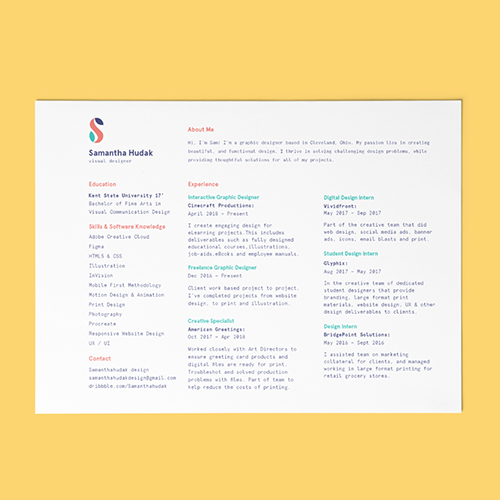 Samantha Hudak
visual designer
About Me
Hi, I'm Sam! I'm a graphic designer based in Cleveland, Ohio. My passion lies in creating
beautiful, and functional design. I thrive in solving challenging design problems, while
providing thoughtful solutions for all of my projects.
Education
Kent State University 17'
Bachelor of Fine Arts in
Visual Communication Design
Skills & Software Knowledge
Adobe Creative Cloud
Figma
HTML5 & CSS
Illustration
InVision
Mobile First Methodology
Motion Design & Animation
Print Design
Photography
Procreate
Responsive Website Design
UX / UI
Contact
Samanthahudak design
samanthahudakdesign@gmail.com
dribbble.com/Samanthahudak
Experience
Interactive Graphic Designer
Cinecraft Productions:
April 2018 – Present
I create engaging design for
eLearning projects.This includes
deliverables such as fully designed
educational courses,illustrations,
job-aids,eBooks and employee manuals.
Freelance Graphic Designer
Dec 2016 – Present
Client work based project to project.
I've completed projects from website
design, to print and illustration.
Creative Specialist
American Greetings:
Oct 2017 – Apr 2018
Worked closely with Art Directors to
ensure greeting card products and
digital files are ready for print.
Troubleshot and solved production
problems with files. Part of team to
help reduce the costs of printing.
Digital Design Intern
Vividfront:
May 2017 – Sep 2017
Part of the creative team that did
web design, social media ads, banner
ads, icons, email blasts and print.
Student Design Intern
Glyphix:
Aug 2017 – May 2017
In the creative team of dedicated
student designers that provide
branding, large format print
materials, website design, UX & other
design deliverables to clients.
Design Intern
BridgePoint Solutions:
May 2016 – Sept 2016
I assisted team on marketing
collateral for clients, and managed
working in large format printing for
retail grocery stores.